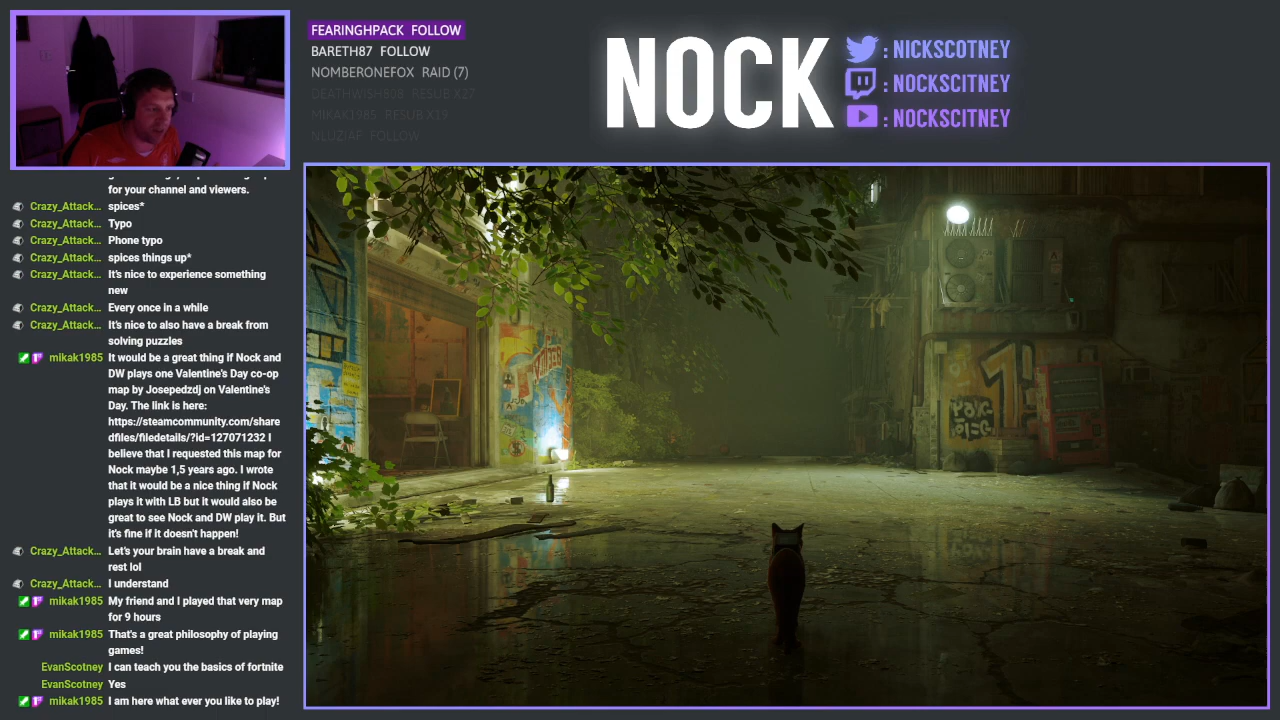 FEARINGHPACK FOLLOW
BARETH87 FOLLOW
NOMBERONEFOX RAID (7)
DEATHWISH808 RESUB X27
MIKAK1985 RESUB X19
NLUZIAF FOLLOW
NOCK
: NICKSCOTNEY
: NOCKSCITNEY
: NOCKSCITNEY
for your channel and viewers.
Crazy_Attack... spices*
Crazy_Attack... Typo
Crazy_Attack... Phone typo
Crazy_Attack... spices things up*
Crazy_Attack... It's nice to experience something
new
Crazy_Attack... Every once in a while
Crazy_Attack... It's nice to also have a break from
solving puzzles
mikak1985 It would be a great thing if Nock and
DW plays one Valentine's Day co-op
map by Josepedzdj on Valentine's
Day. The link is here:
https://steamcommunity.com/share
dfiles/filedetails/?id=127071232 I
believe that I requested this map for
Nock maybe 1,5 years ago. I wrote
that it would be a nice thing if Nock
plays it with LB but it would also be
great to see Nock and DW play it. But
it's fine if it doesn't happen!
Crazy_Attack... Let's your brain have a break and
rest lol
Crazy_Attack... I understand
mikak1985 My friend and I played that very map
for 9 hours
mikak1985 That's a great philosophy of playing
games!
EvanScotney I can teach you the basics of fortnite
EvanScotney Yes
mikak1985 I am here what ever you like to play!